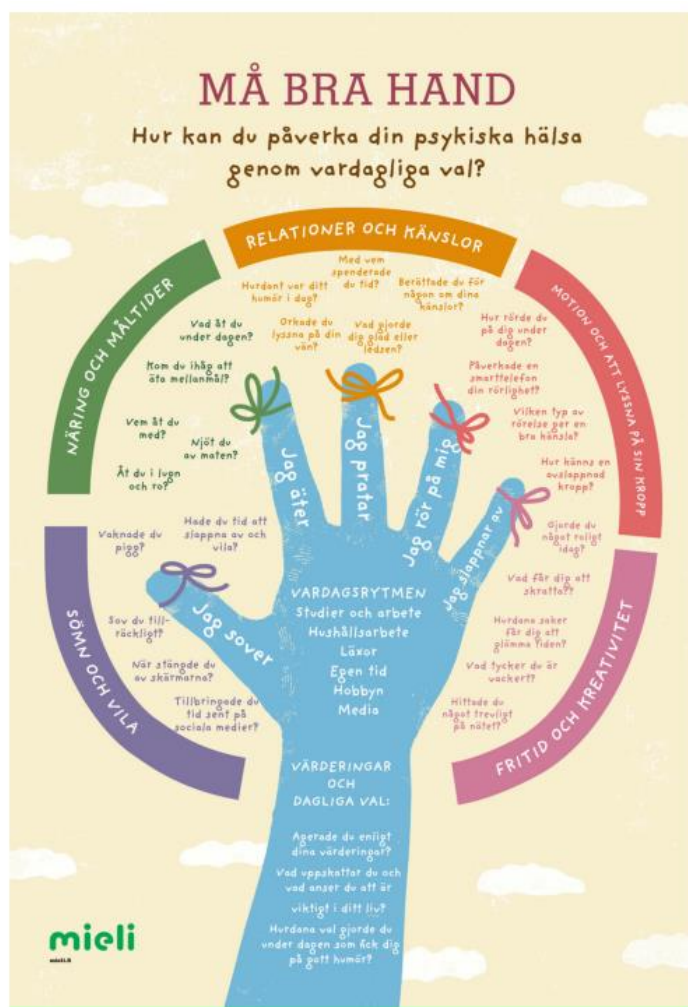 MÅ BRA HAND
Hur kan du påverka din psykiska hälsa
genom vardagliga val?
RELATIONER OCH KÄNSLOR
Hurdant var ditt
humör i dag?
Med vem
spenderade
du tid?
Berättade du för
någon om dina
känslor?
Orkade du
lyssna på din
vän?
Vad gjorde
dig glad eller
ledsen?
NÄRING OCH MÅLTIDER
Vad åt du
under dagen?
Kom du ihåg att
äta mellanmål?
Vem åt du
med?
Njöt du
av maten?
Åt du i lugn
och ro?
MOTION OCH ATT LYSSNA PÅ SIN KROPP
Hur rörde du
på dig under
dagen?
Påverkade en
smarttelefon
din rörlighet?
Vilken typ av
rörelse ger en
bra känsla?
Hur känns en
avslappnad
kropp?
SÖMN OCH VILA
Vaknade du
pigg?
Hade du tid att
slappna av och
vila?
Sov du till-
räckligt?
När stängde du
av skärmarna?
Tillbringade du
tid sent på
sociala medier?
FRITID OCH KREATIVITET
Gjorde du
något roligt
idag?
Vad får dig att
skratta??
Hurdana saker
får dig att
glömma tiden?
Vad tycker du är
vackert?
Hittade du
något trevligt
på nätet?
Jag sover
Jag äter
Jag pratar
Jag rör på mig
Jag slappnar av
VARDAGSRYTMEN
Studier och arbete
Hushållsarbete
Läxor
Egen tid
Hobbyn
Media
VÄRDERINGAR
OCH
DAGLIGA VAL:
Agerade du enligt
dina värderingar?
Vad uppskattar du och
vad anser du att är
viktigt i ditt liv?
Hurdana val gjorde du
under dagen som fick dig
på gott humör?
mieli
mieli.fi